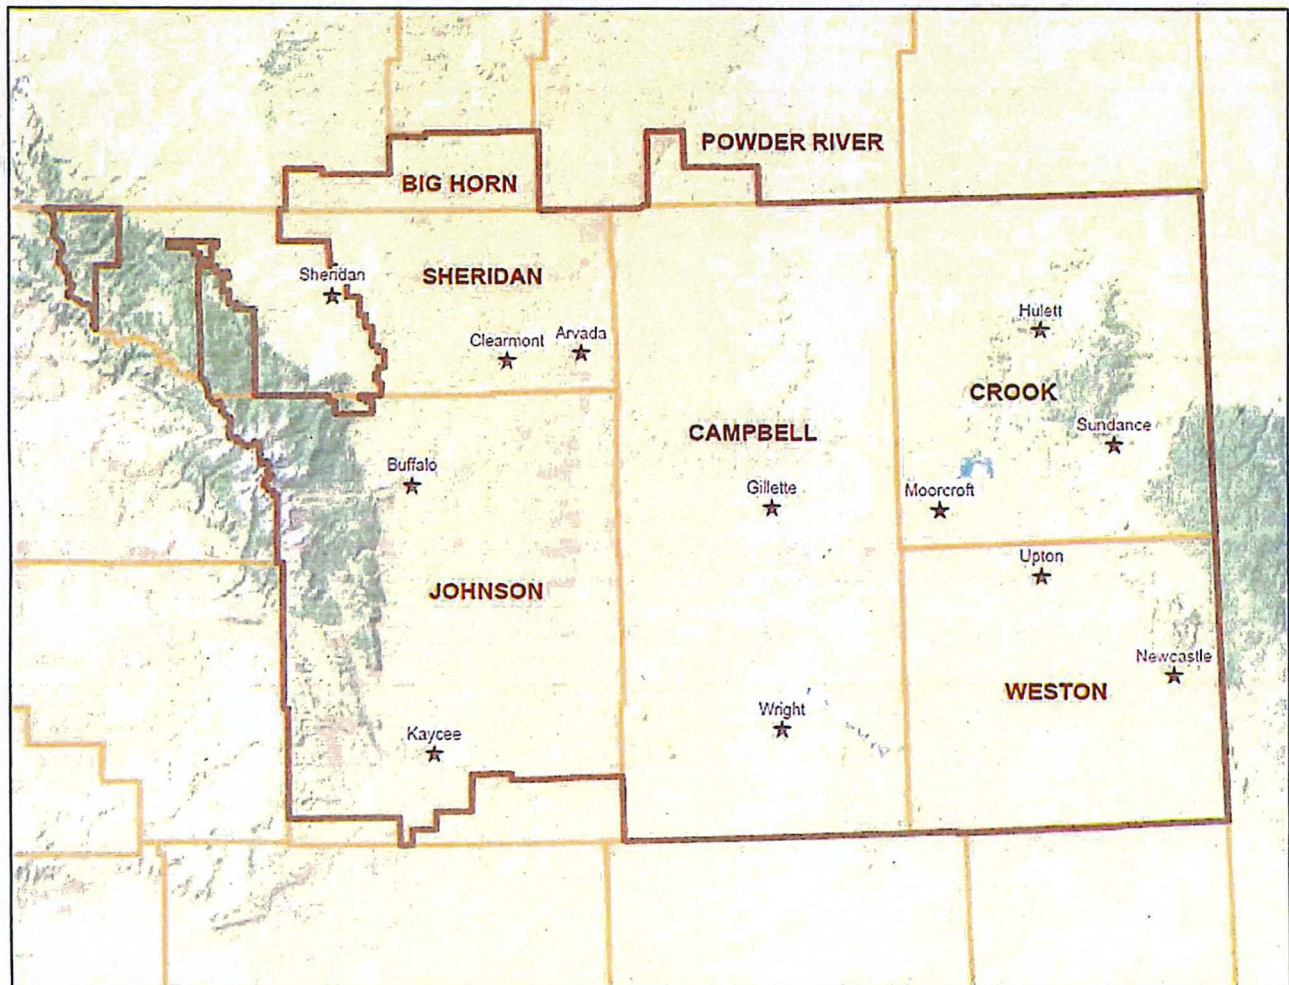 POWDER RIVER
BIG HORN
Sheridan
SHERIDAN
Hulett
Clearmont
Arvada
CROOK
CAMPBELL
Sundance
Buffalo
Gillette
Moorcroft
Upton
JOHNSON
Newcastle
WESTON
Wright
Kaycee